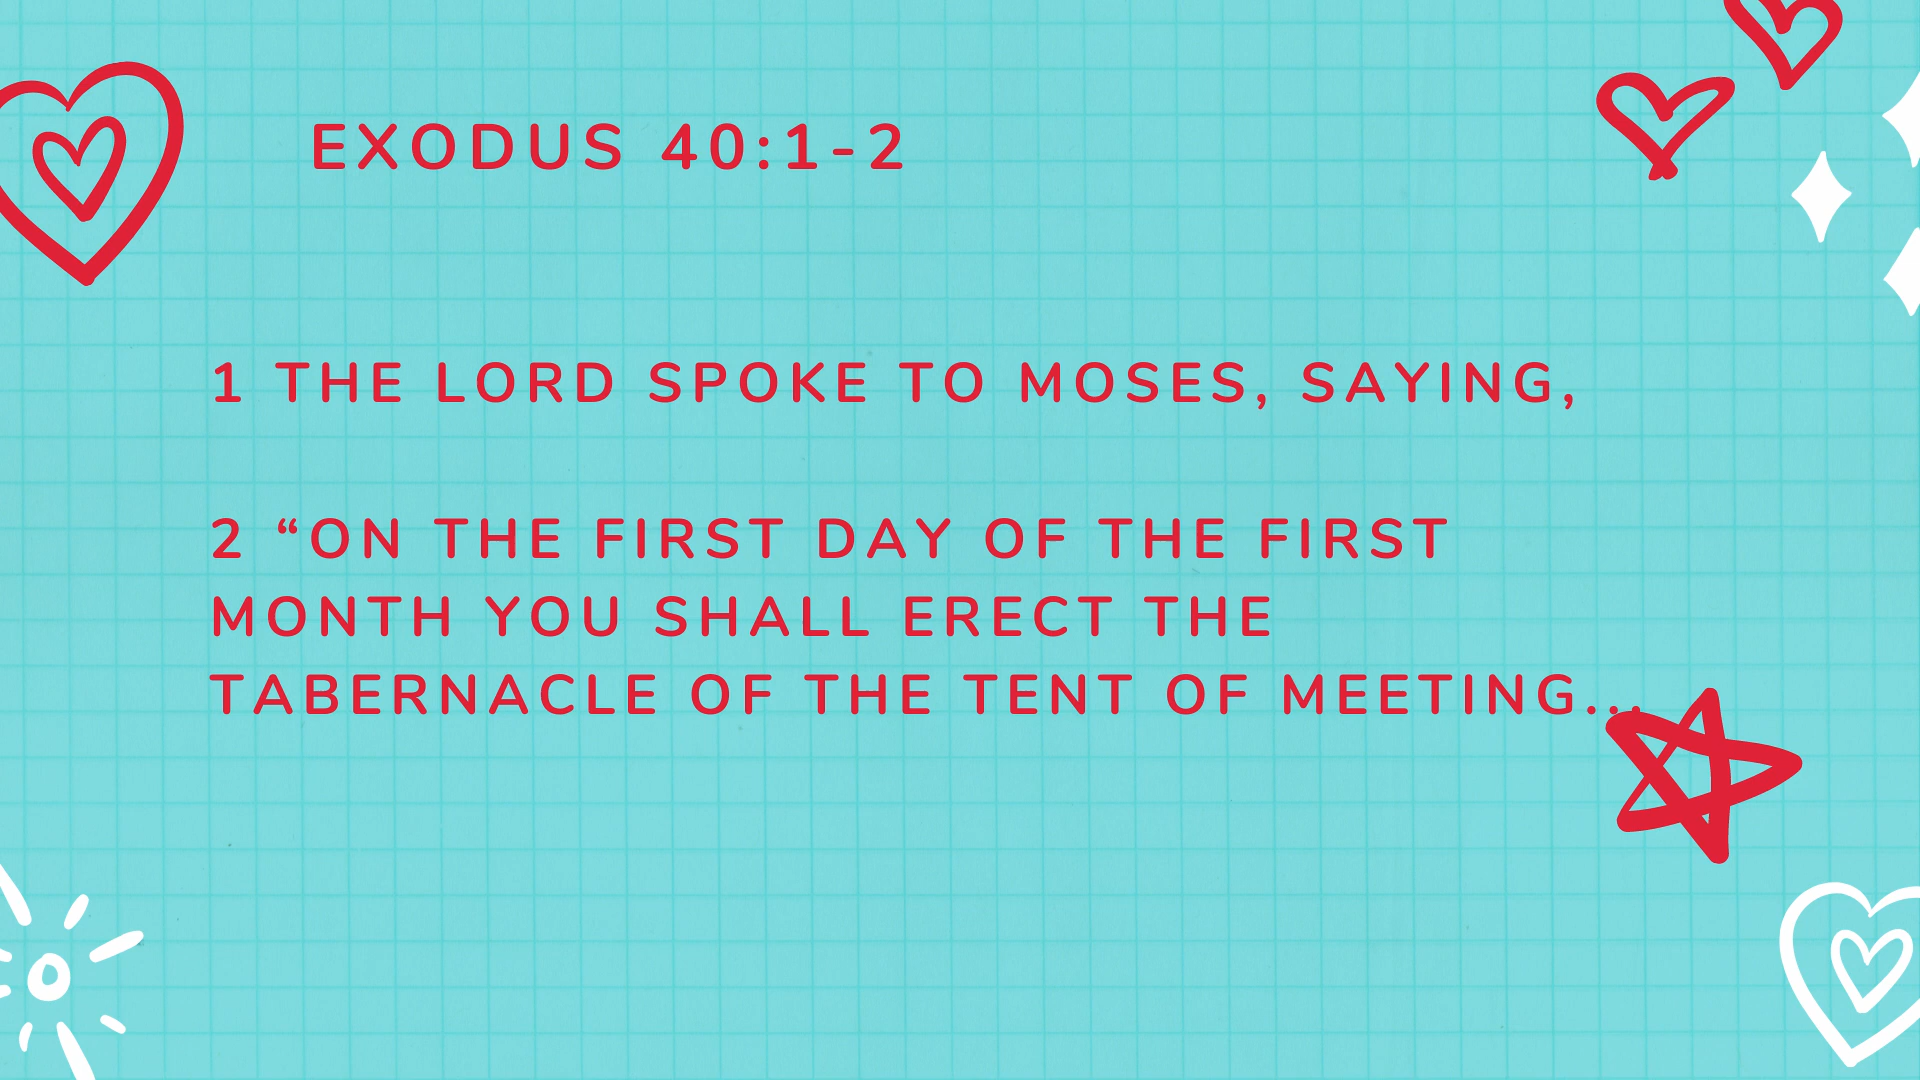 EXODUS 40:1-2
1 THE LORD SPOKE TO MOSES, SAYING,
2 “ON THE FIRST DAY OF THE FIRST
MONTH YOU SHALL ERECT THE
TABERNACLE OF THE TENT OF MEETING...